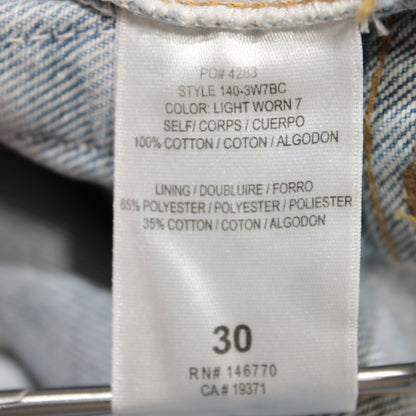 PO# 4283
STYLE 140-3W7BC
COLOR: LIGHT WORN 7
SELF/ CORPS / CUERPO
100% COTTON / COTON / ALGODON
LINING / DOUBLUIRE / FORRO
65% POLYESTER / POLYESTER / POLIESTER
35% COTTON / COTON / ALGODON
30
RN# 146770
CA# 19371